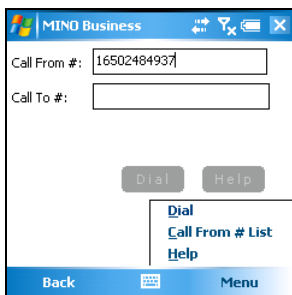 MINO Business
Call From #: 16502484937
Call To #:
Dial Help
Dial
Call From # List
Help
Back Menu